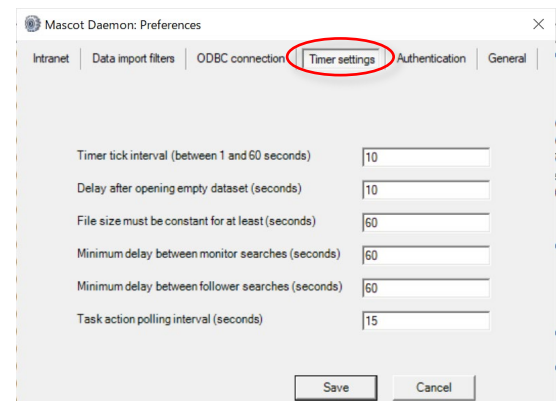 Mascot Daemon: Preferences
Intranet Data import filters ODBC connection Timer settings Authentication General
Timer tick interval (between 1 and 60 seconds) 10
Delay after opening empty dataset (seconds) 10
File size must be constant for at least (seconds) 60
Minimum delay between monitor searches (seconds) 60
Minimum delay between follower searches (seconds) 60
Task action polling interval (seconds) 15
Save Cancel